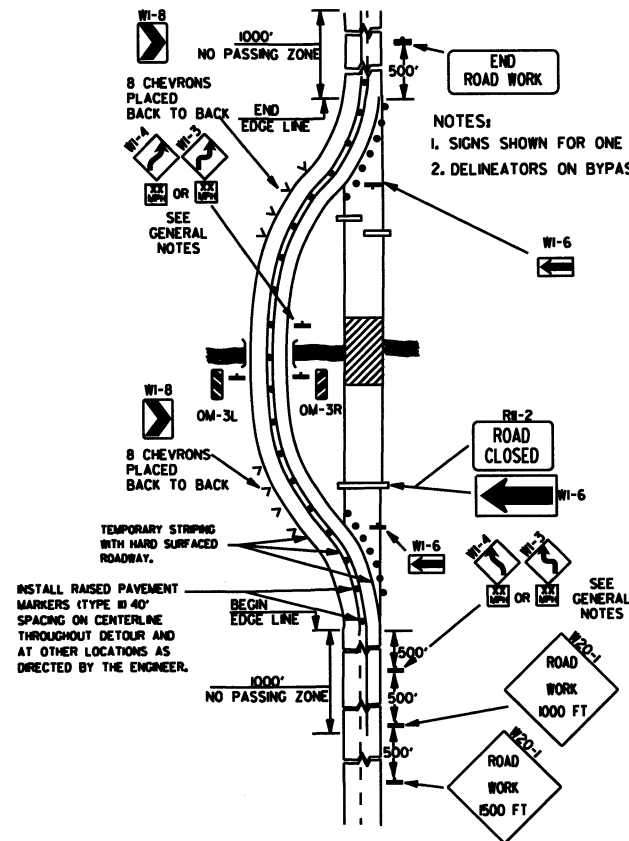 W1-8
1000'
NO PASSING ZONE
500'
END
ROAD WORK
8 CHEVRONS
PLACED
BACK TO BACK
END
EDGE LINE
NOTES:
1. SIGNS SHOWN FOR ONE
2. DELINEATORS ON BYPAS
W1-4
W1-3
XX
MPH
OR
XX
MPH
SEE
GENERAL
NOTES
W1-6
W1-8
OM-3L
OM-3R
R11-2
ROAD
CLOSED
W1-6
8 CHEVRONS
PLACED
BACK TO BACK
TEMPORARY STRIPING
WITH HARD SURFACED
ROADWAY.
W1-6
W1-4
W1-3
XX
MPH
OR
XX
MPH
SEE
GENERAL
NOTES
INSTALL RAISED PAVEMENT
MARKERS (TYPE II) 40'
SPACING ON CENTERLINE
THROUGHOUT DETOUR AND
AT OTHER LOCATIONS AS
DIRECTED BY THE ENGINEER.
BEGIN
EDGE LINE
500'
1000'
NO PASSING ZONE
500'
W20-1
ROAD
WORK
1000 FT
500'
W20-1
ROAD
WORK
1500 FT